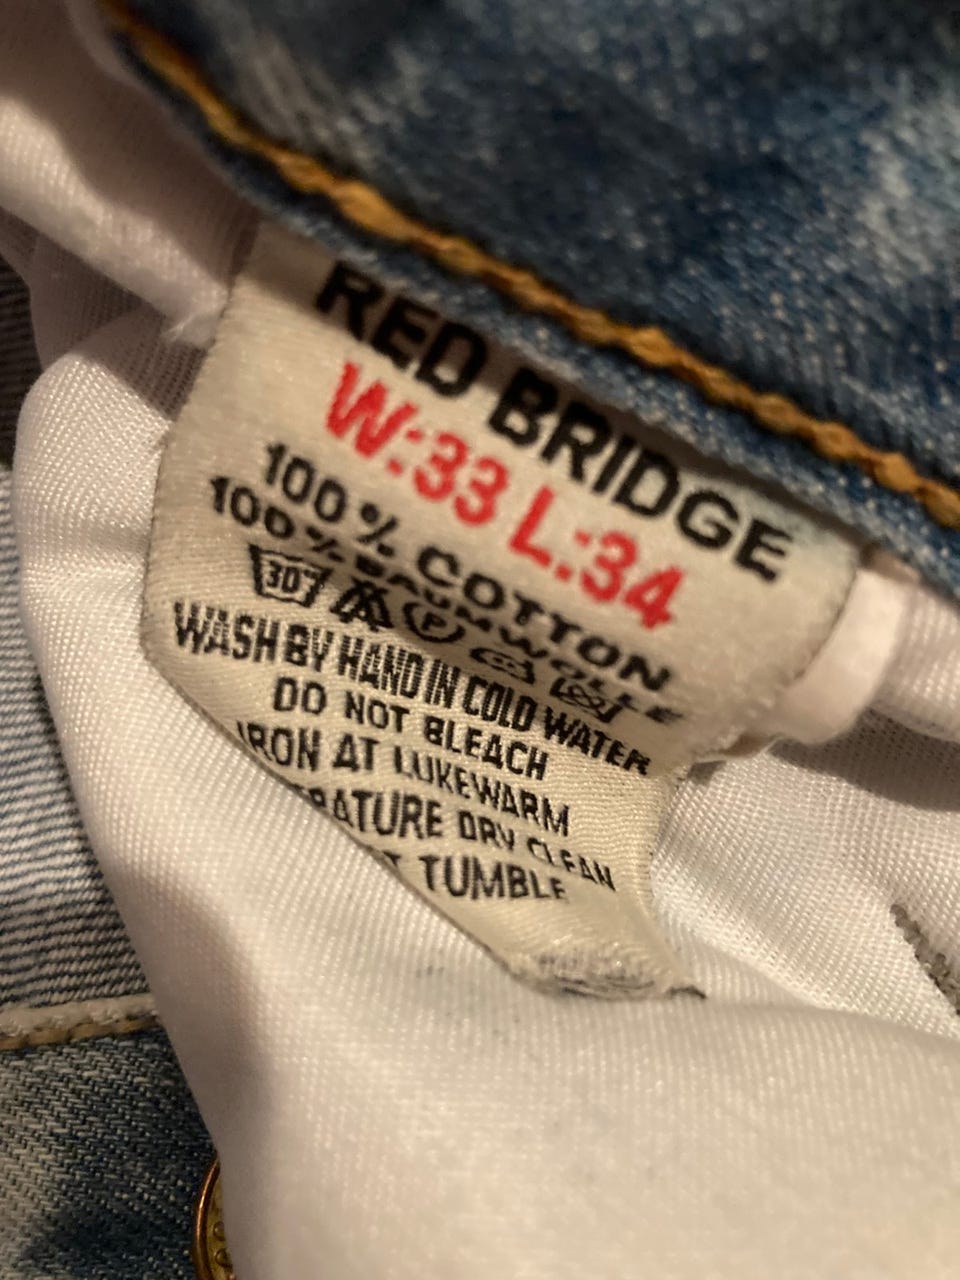 RED BRIDGE
W:33 L:34
100% COTTON
100% BAUMWOLLE
30°
P
WASH BY HAND IN COLD WATER
DO NOT BLEACH
IRON AT LUKEWARM
DRY CLEAN
TUMBLE